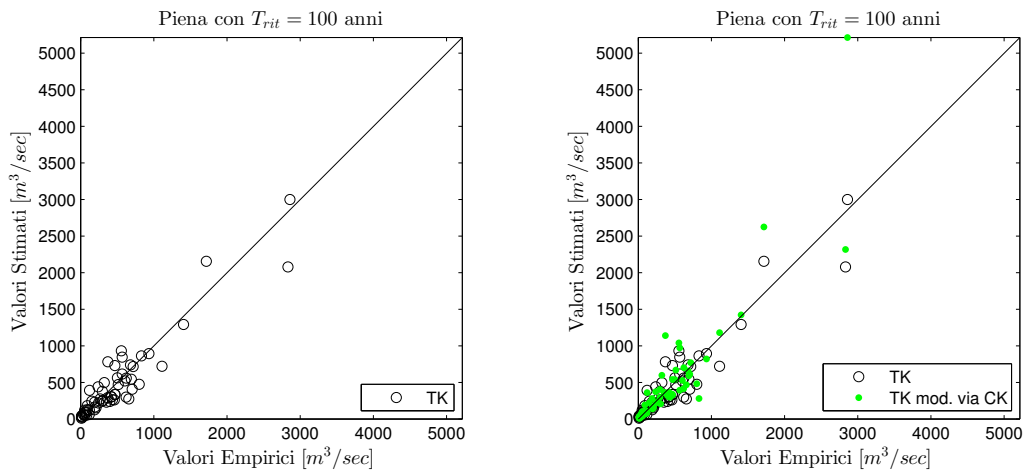 Piena con T_{rit} = 100 anni
5000
4500
4000
3500
3000
2500
2000
1500
1000
500
0
Valori Stimati [m^3/sec]
0 1000 2000 3000 4000 5000
Valori Empirici [m^3/sec]
TK
Piena con T_{rit} = 100 anni
5000
4500
4000
3500
3000
2500
2000
1500
1000
500
0
Valori Stimati [m^3/sec]
0 1000 2000 3000 4000 5000
Valori Empirici [m^3/sec]
TK
TK mod. via CK